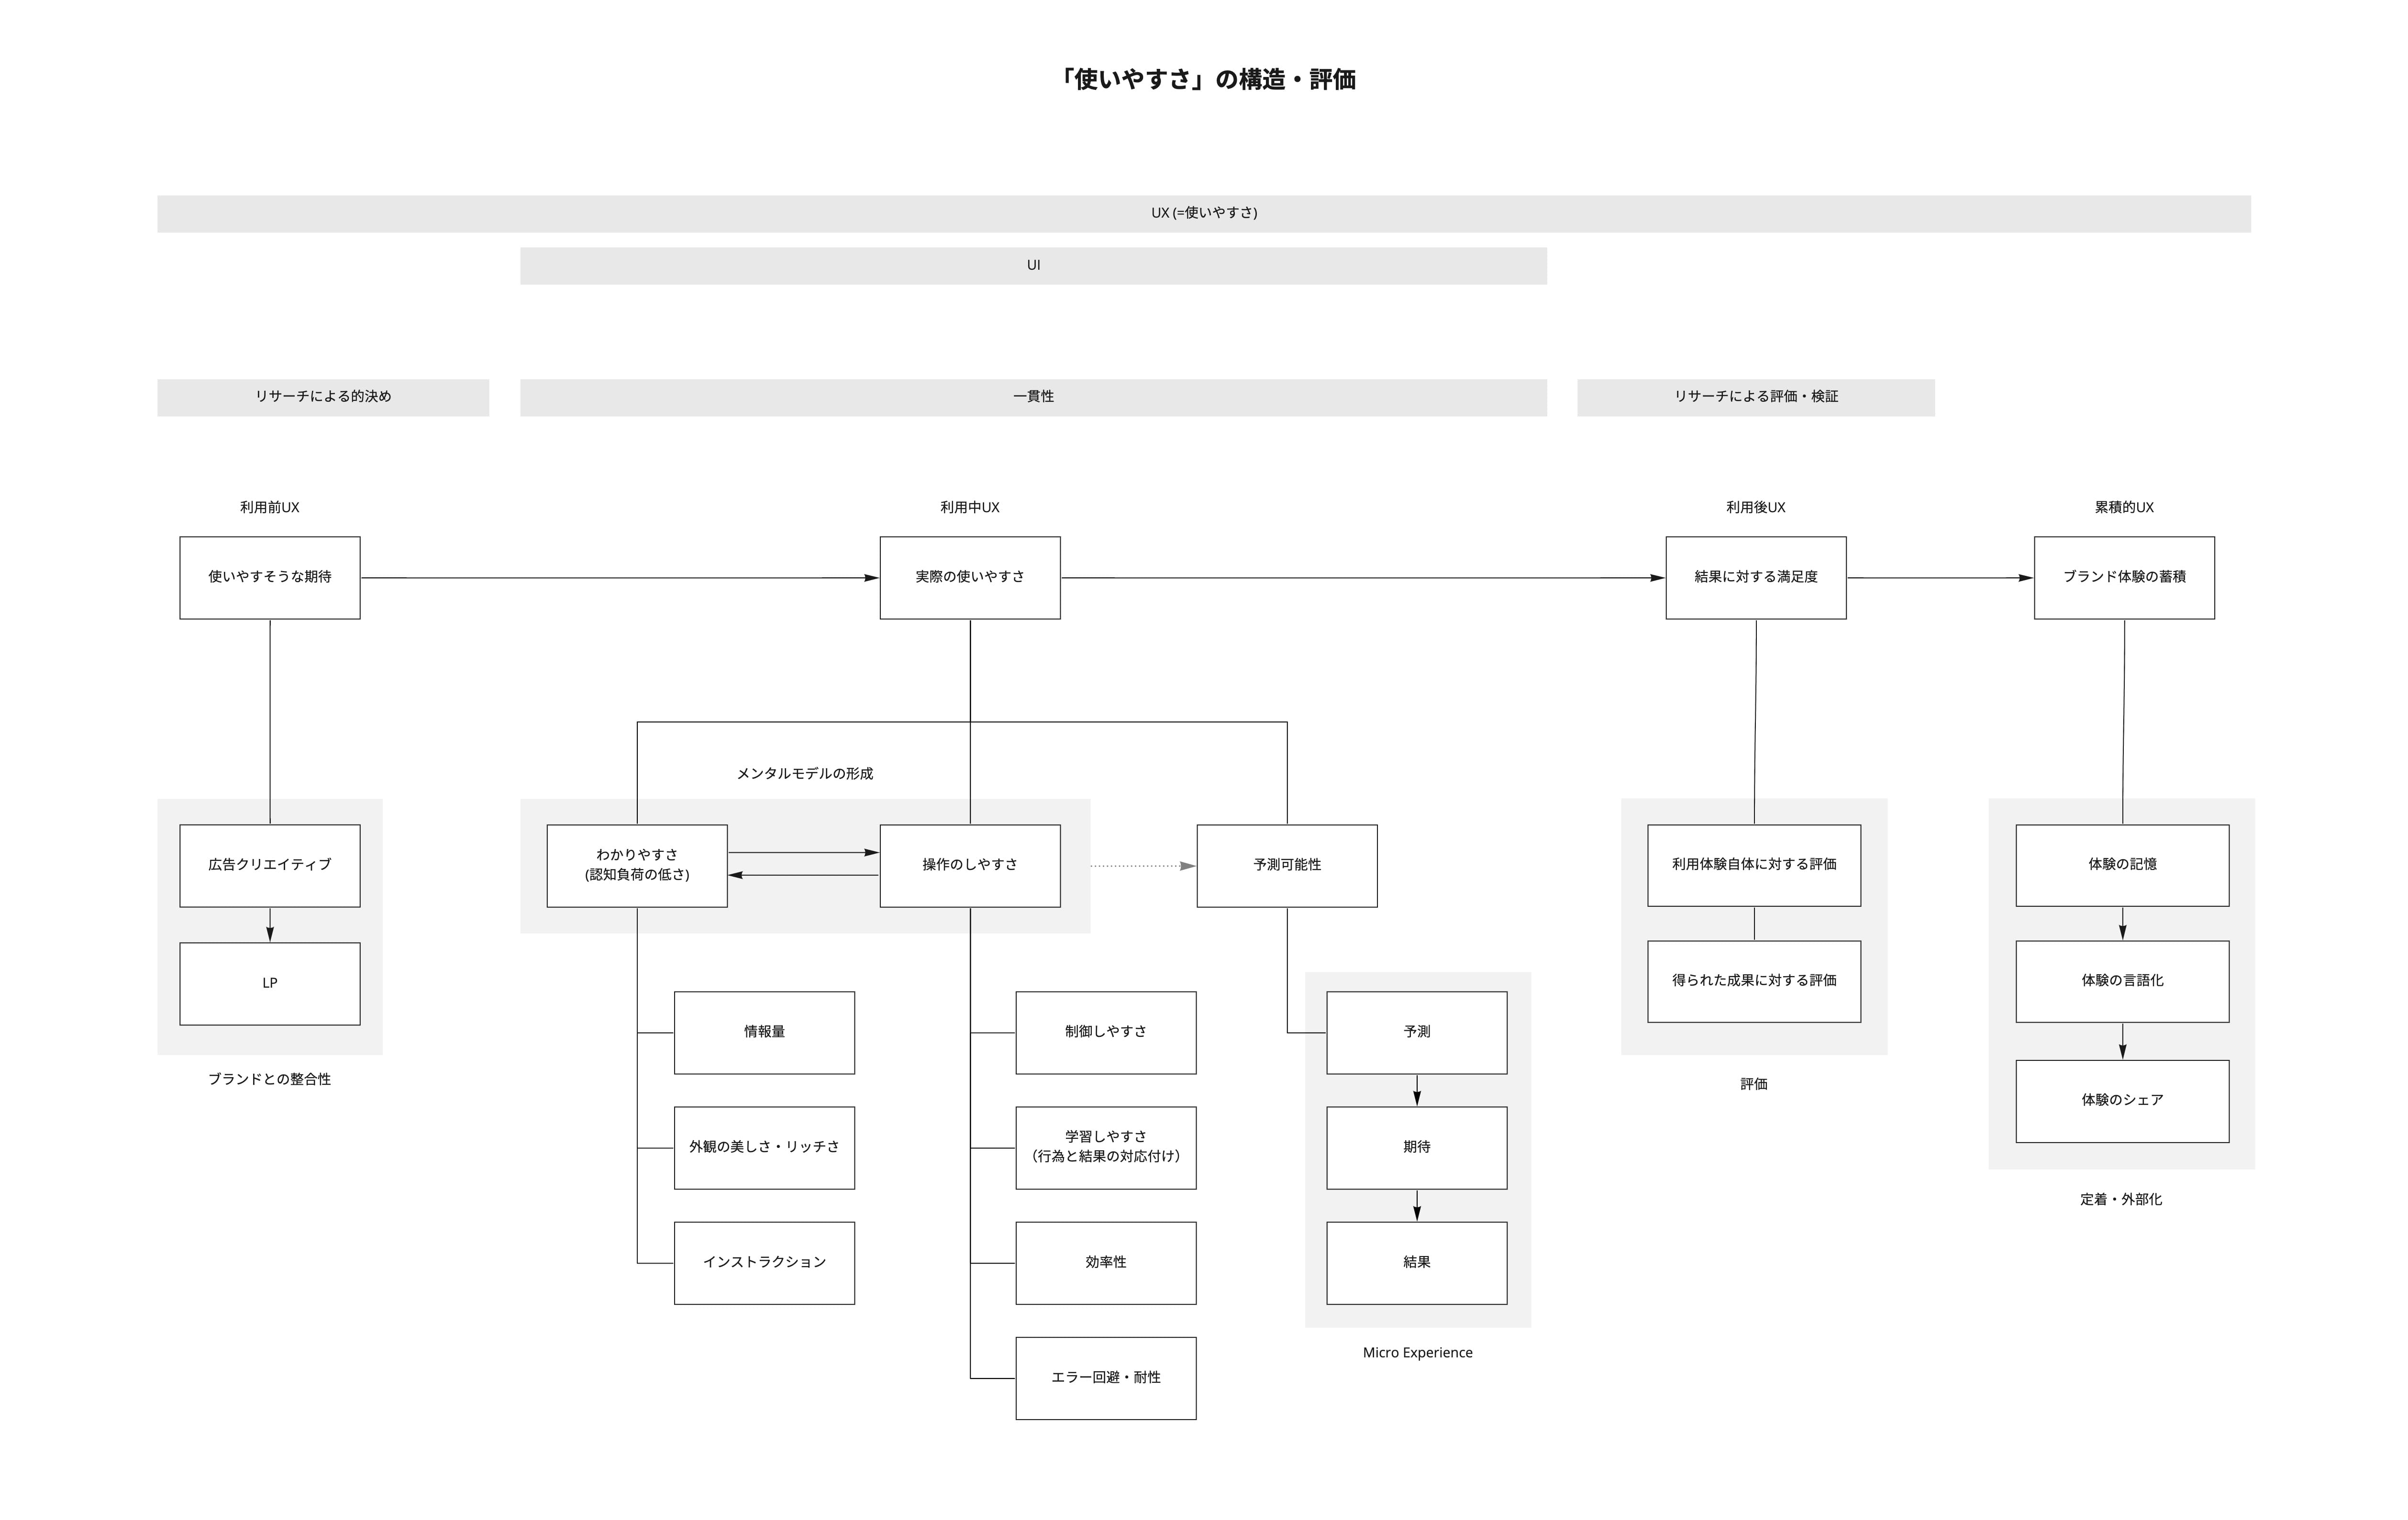 「使いやすさ」の構造・評価
UX (=使いやすさ)
UI
リサーチによる的決め
一貫性
リサーチによる評価・検証
利用前UX
利用中UX
利用後UX
累積的UX
使いやすそうな期待
実際の使いやすさ
結果に対する満足度
ブランド体験の蓄積
メンタルモデルの形成
広告クリエイティブ
LP
ブランドとの整合性
わかりやすさ
(認知負荷の低さ)
操作のしやすさ
予測可能性
情報量
外観の美しさ・リッチさ
インストラクション
制御しやすさ
学習しやすさ
（行為と結果の対応付け）
効率性
エラー回避・耐性
予測
期待
結果
Micro Experience
利用体験自体に対する評価
得られた成果に対する評価
評価
体験の記憶
体験の言語化
体験のシェア
定着・外部化